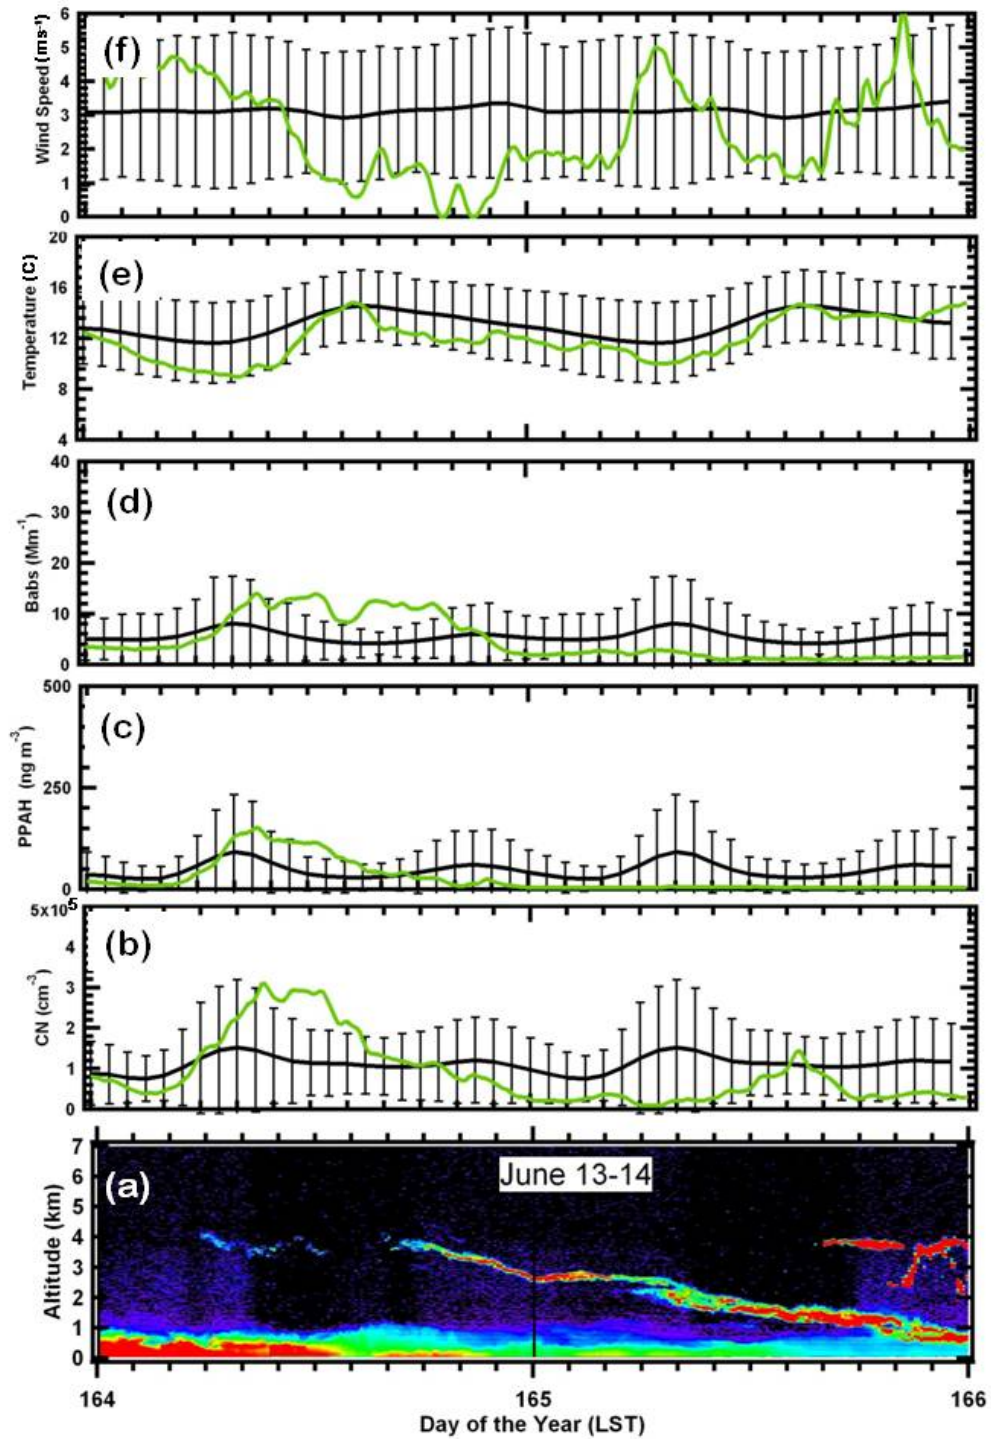 (f)
Wind Speed (ms⁻¹)
6
5
4
3
2
1
0
(e)
Temperature (C)
20
16
12
8
4
(d)
Babs (Mm⁻¹)
40
30
20
10
0
(c)
PPAH (ng m⁻³)
500
250
0
(b)
CN (cm⁻³)
5x10⁵
4
3
2
1
0
(a)
June 13-14
Altitude (km)
7
6
5
4
3
2
1
0
164 165 166
Day of the Year (LST)